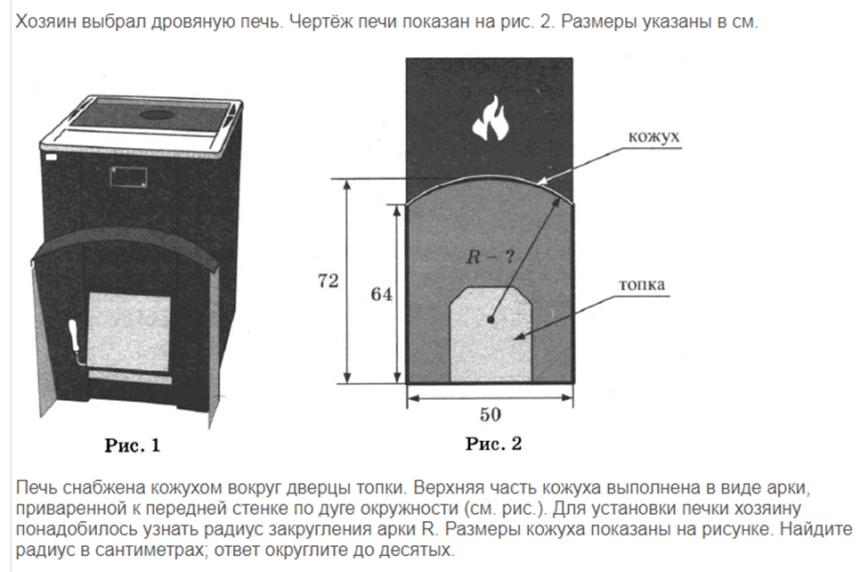 Хозяин выбрал дровяную печь. Чертёж печи показан на рис. 2. Размеры указаны в см.
кожух
R – ?
72
64
топка
50
Рис. 1
Рис. 2
Печь снабжена кожухом вокруг дверцы топки. Верхняя часть кожуха выполнена в виде арки,
приваренной к передней стенке по дуге окружности (см. рис.). Для установки печки хозяину
понадобилось узнать радиус закругления арки R. Размеры кожуха показаны на рисунке. Найдите
радиус в сантиметрах; ответ округлите до десятых.